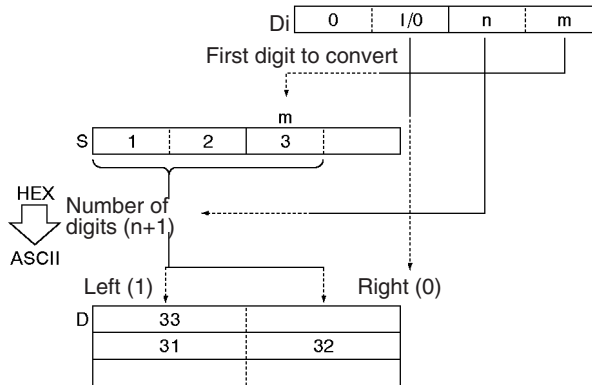 Di 0 1/0 n m
First digit to convert
m
S 1 2 3
HEX
Number of
digits (n+1)
ASCII
Left (1) Right (0)
D 33
31 32